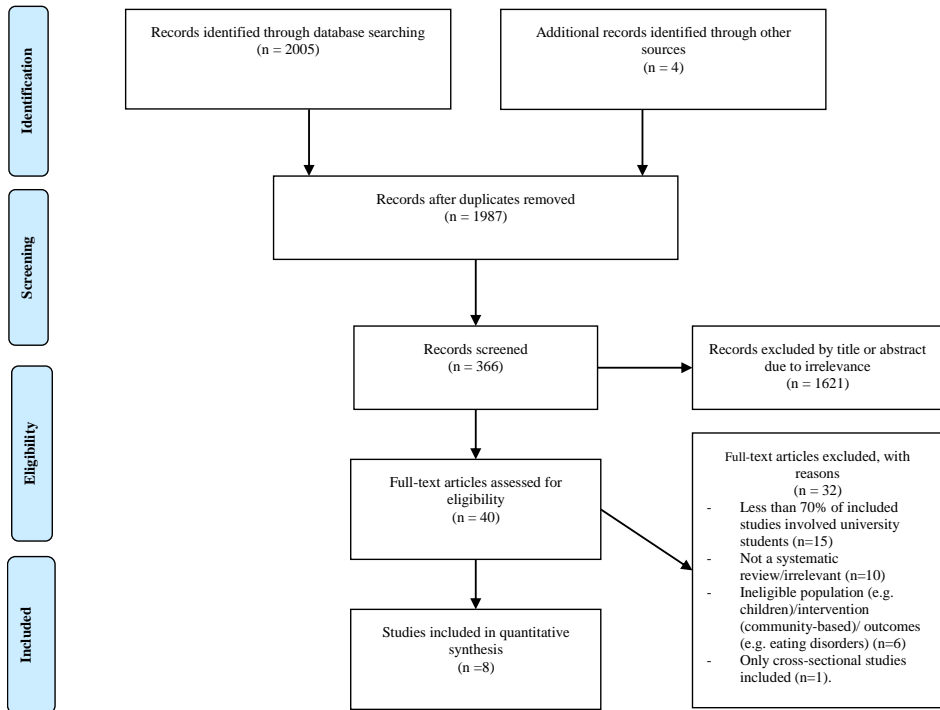 Identification
Records identified through database searching
(n = 2005)
Additional records identified through other
sources
(n = 4)
Screening
Records after duplicates removed
(n = 1987)
Records screened
(n = 366)
Records excluded by title or abstract
due to irrelevance
(n = 1621)
Eligibility
Full-text articles assessed for
eligibility
(n = 40)
Full-text articles excluded, with
reasons
(n = 32)
- Less than 70% of included
studies involved university
students (n=15)
- Not a systematic
review/irrelevant (n=10)
- Ineligible population (e.g.
children)/intervention
(community-based)/ outcomes
(e.g. eating disorders) (n=6)
- Only cross-sectional studies
included (n=1).
Included
Studies included in quantitative
synthesis
(n =8)